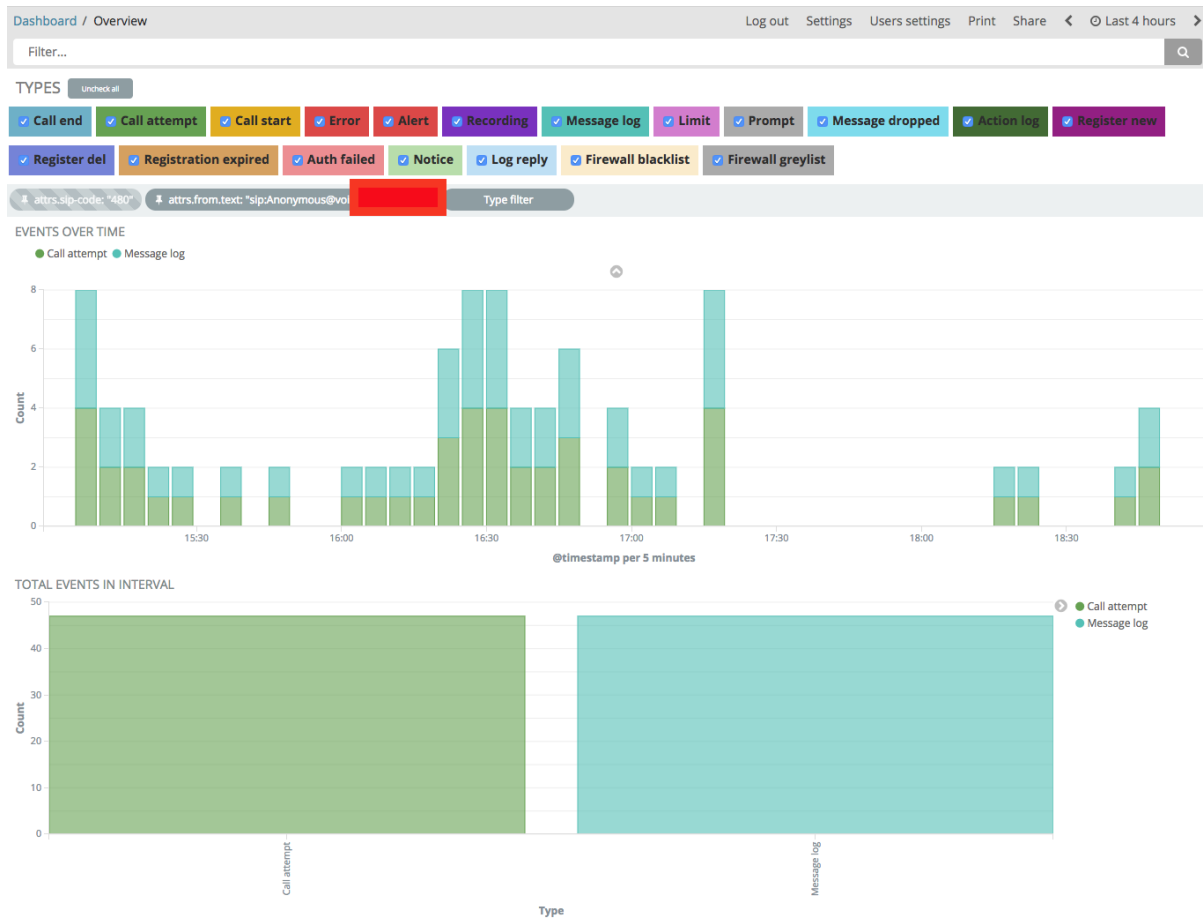 Dashboard / Overview Log out Settings Users settings Print Share Last 4 hours
Filter...
TYPES Uncheck all
Call end Call attempt Call start Error Alert Recording Message log Limit Prompt Message dropped Action log Register new
Register del Registration expired Auth failed Notice Log reply Firewall blacklist Firewall greylist
attrs.sip-code: "480" attrs.from.text: "sip:Anonymous@vol Type filter
EVENTS OVER TIME
Call attempt Message log
8
6
4
2
0
Count
15:30 16:00 16:30 17:00 17:30 18:00 18:30
@timestamp per 5 minutes
TOTAL EVENTS IN INTERVAL
50
40
30
20
10
0
Count
Call attempt
Message log
Call attempt Message log
Type